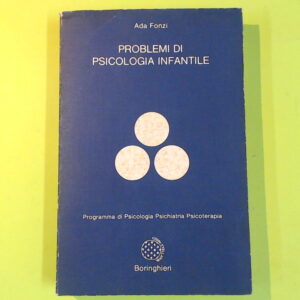 Ada Fonzi
PROBLEMI DI
PSICOLOGIA INFANTILE
Programma di Psicologia Psichiatria Psicoterapia
Boringhieri